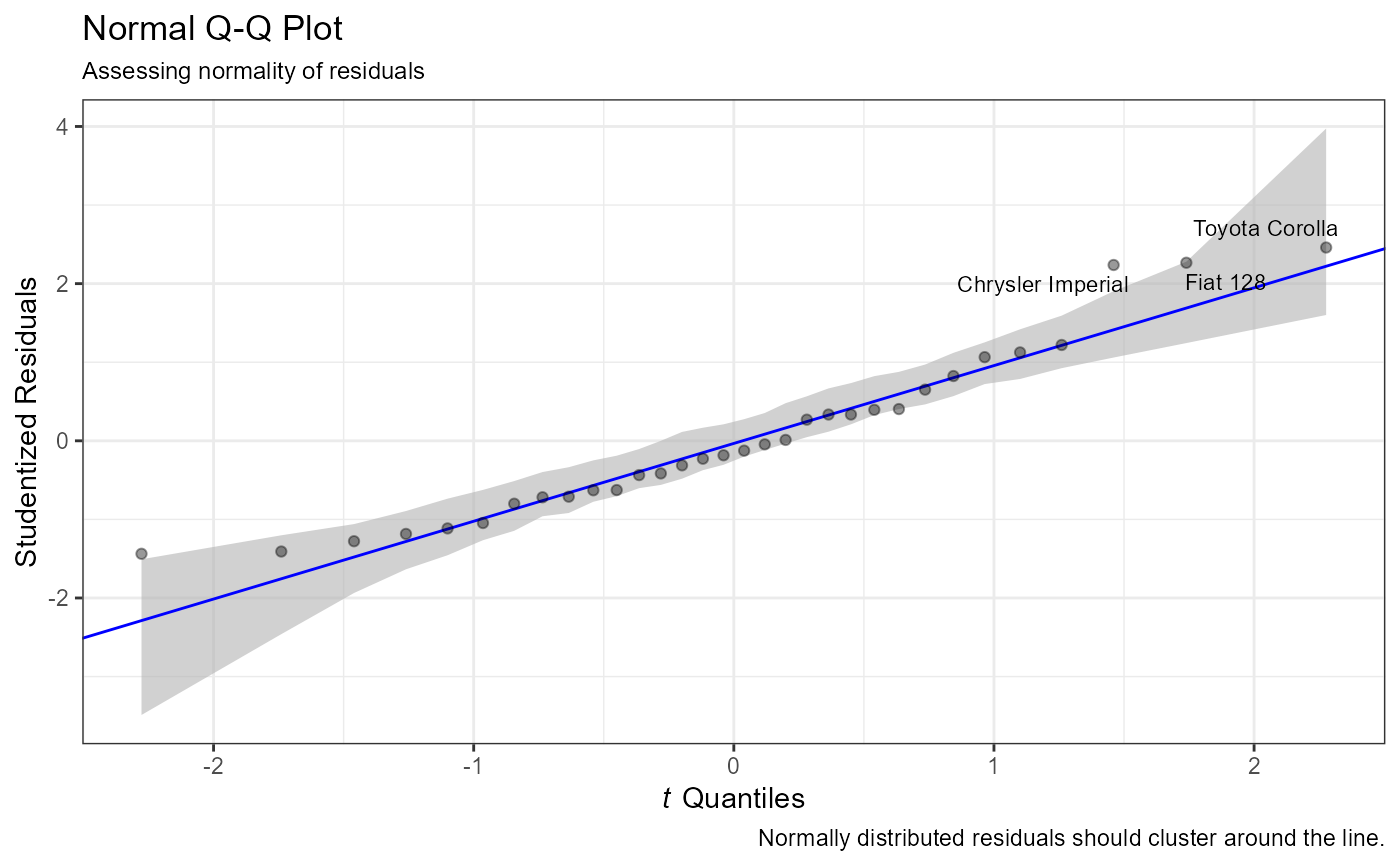 Normal Q-Q Plot
Assessing normality of residuals
4
2
0
-2
Studentized Residuals
Toyota Corolla
Chrysler Imperial
Fiat 128
-2
-1
0
1
2
t Quantiles
Normally distributed residuals should cluster around the line.